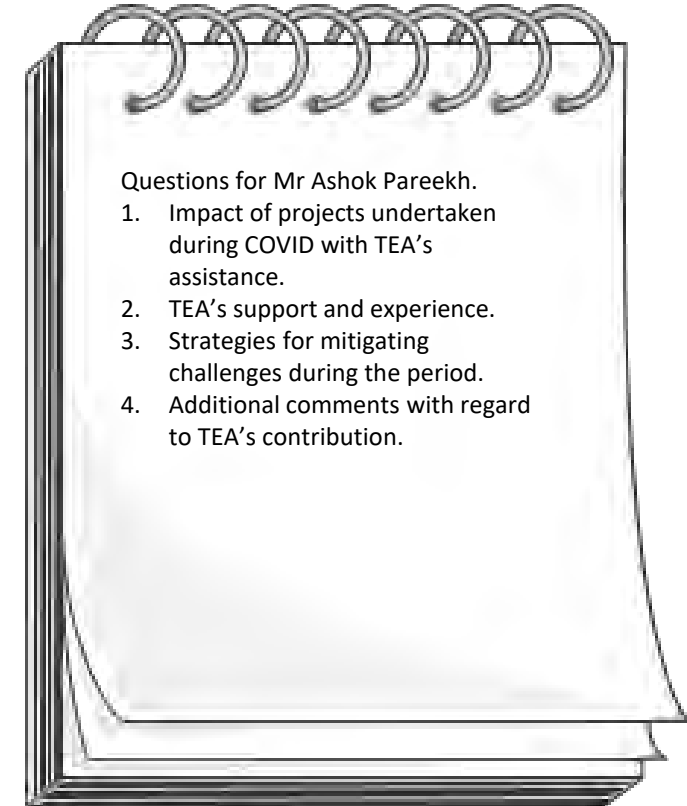 Questions for Mr Ashok Pareekh.
1. Impact of projects undertaken
during COVID with TEA’s
assistance.
2. TEA’s support and experience.
3. Strategies for mitigating
challenges during the period.
4. Additional comments with regard
to TEA’s contribution.